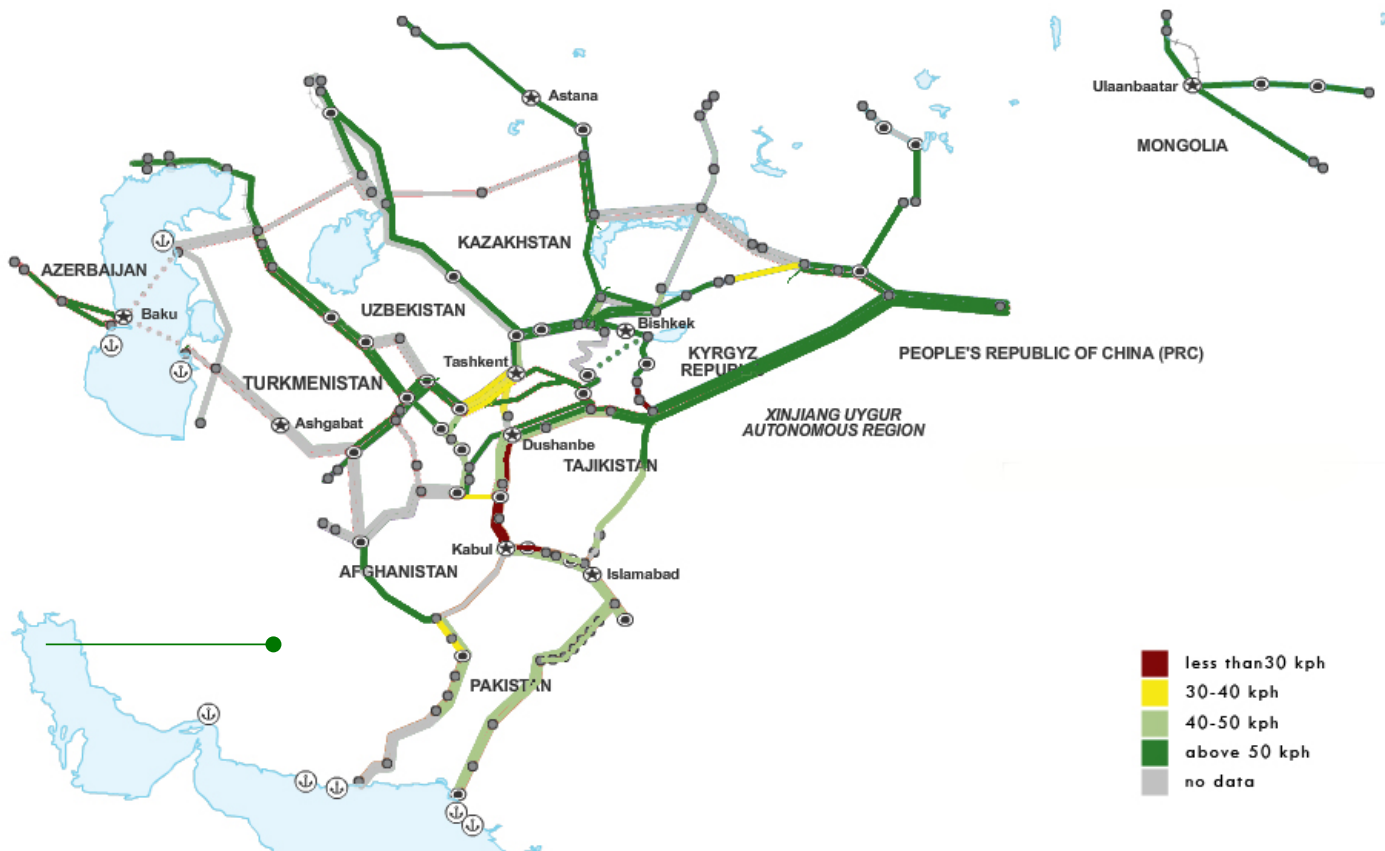 Astana
Ulaanbaatar
MONGOLIA
KAZAKHSTAN
AZERBAIJAN
Baku
UZBEKISTAN
Bishkek
Tashkent
KYRGYZ
REPUBLIC
PEOPLE'S REPUBLIC OF CHINA (PRC)
TURKMENISTAN
Ashgabat
XINJIANG UYGUR
AUTONOMOUS REGION
Dushanbe
TAJIKISTAN
Kabul
AFGHANISTAN
Islamabad
PAKISTAN
less than30 kph
30-40 kph
40-50 kph
above 50 kph
no data